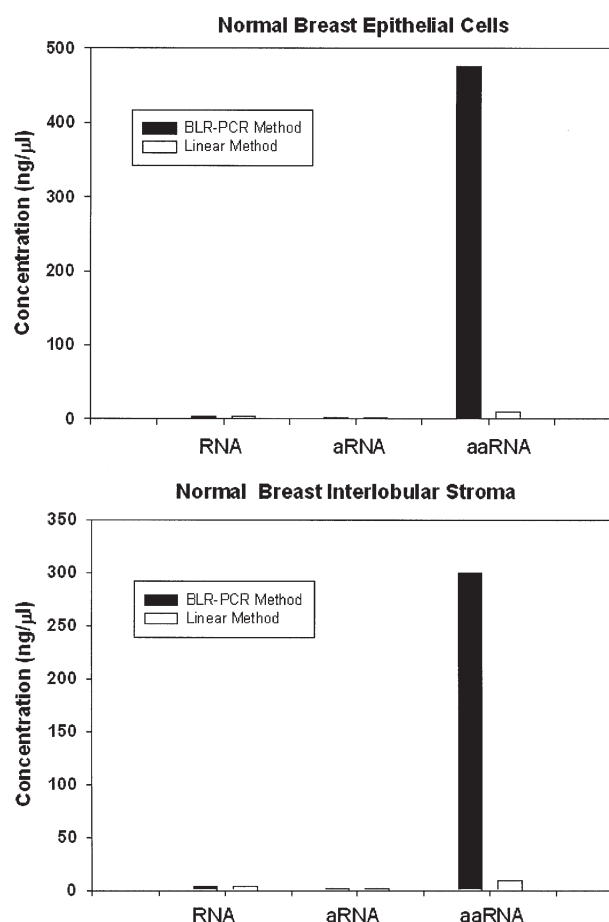 Normal Breast Epithelial Cells
500
400
300
200
100
0
Concentration (ng/µl)
BLR-PCR Method
Linear Method
RNA aRNA aaRNA
Normal Breast Interlobular Stroma
350
300
250
200
150
100
50
0
Concentration (ng/µl)
BLR-PCR Method
Linear Method
RNA aRNA aaRNA